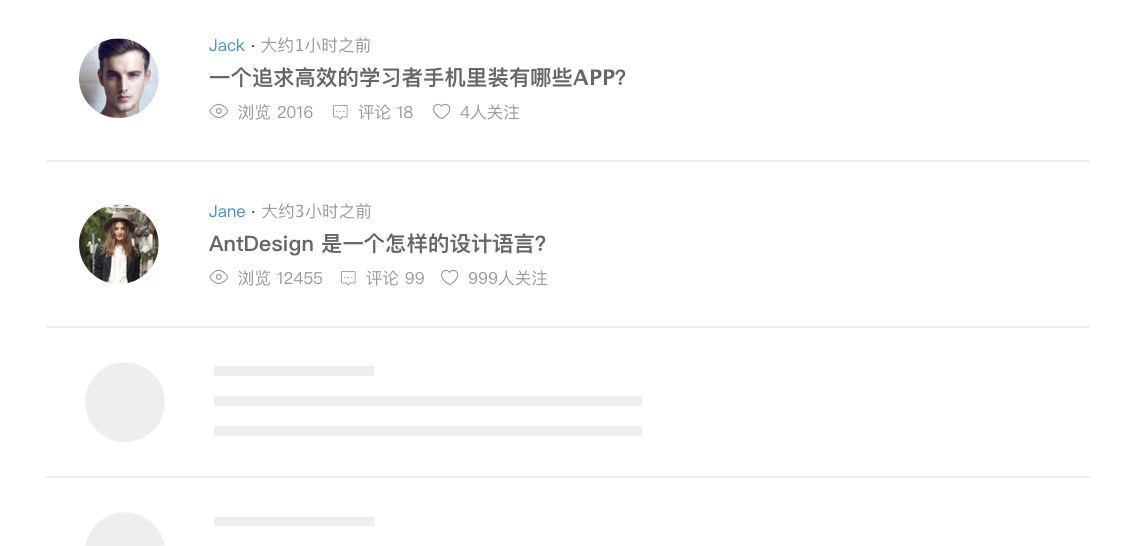 Jack · 大约1小时之前
一个追求高效的学习者手机里装有哪些APP?
浏览 2016 评论 18 4人关注
Jane · 大约3小时之前
AntDesign 是一个怎样的设计语言?
浏览 12455 评论 99 999人关注